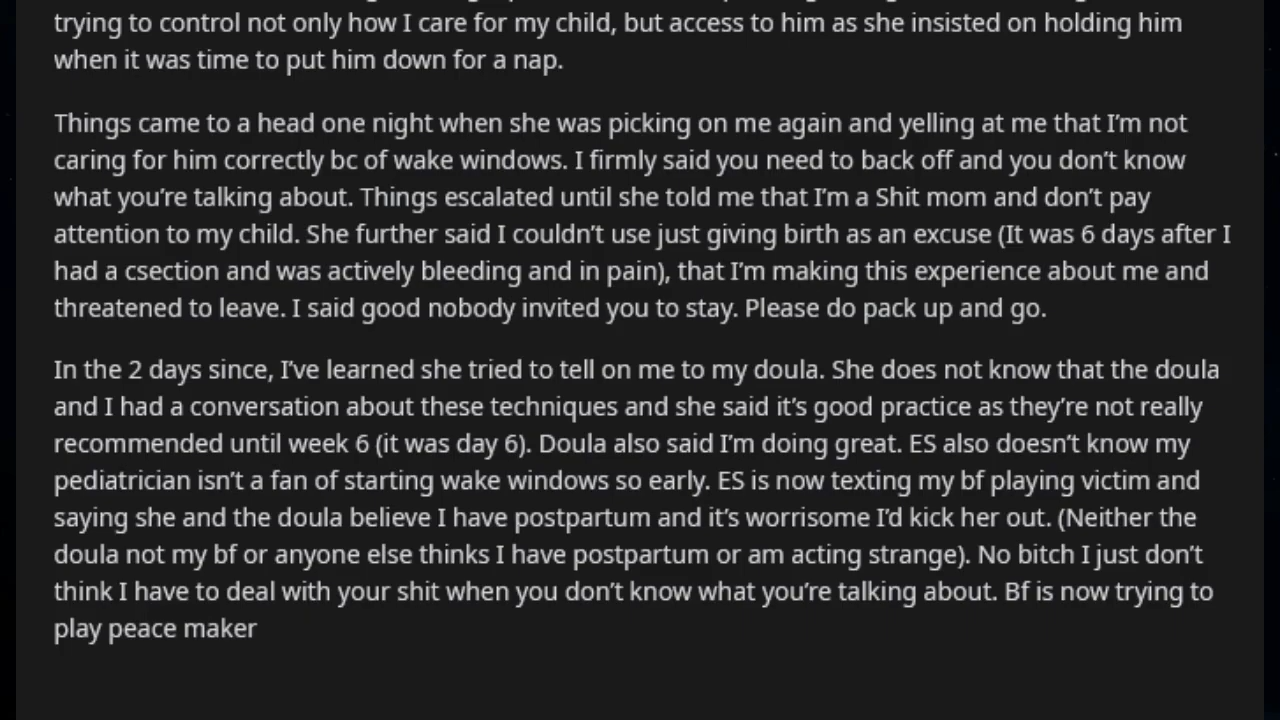 trying to control not only how I care for my child, but access to him as she insisted on holding him
when it was time to put him down for a nap.
Things came to a head one night when she was picking on me again and yelling at me that I'm not
caring for him correctly bc of wake windows. I firmly said you need to back off and you don't know
what you're talking about. Things escalated until she told me that I'm a Shit mom and don't pay
attention to my child. She further said I couldn't use just giving birth as an excuse (It was 6 days after I
had a csection and was actively bleeding and in pain), that I'm making this experience about me and
threatened to leave. I said good nobody invited you to stay. Please do pack up and go.
In the 2 days since, I've learned she tried to tell on me to my doula. She does not know that the doula
and I had a conversation about these techniques and she said it's good practice as they're not really
recommended until week 6 (it was day 6). Doula also said I'm doing great. ES also doesn't know my
pediatrician isn't a fan of starting wake windows so early. ES is now texting my bf playing victim and
saying she and the doula believe I have postpartum and it's worrisome I'd kick her out. (Neither the
doula not my bf or anyone else thinks I have postpartum or am acting strange). No bitch I just don't
think I have to deal with your shit when you don't know what you're talking about. Bf is now trying to
play peace maker